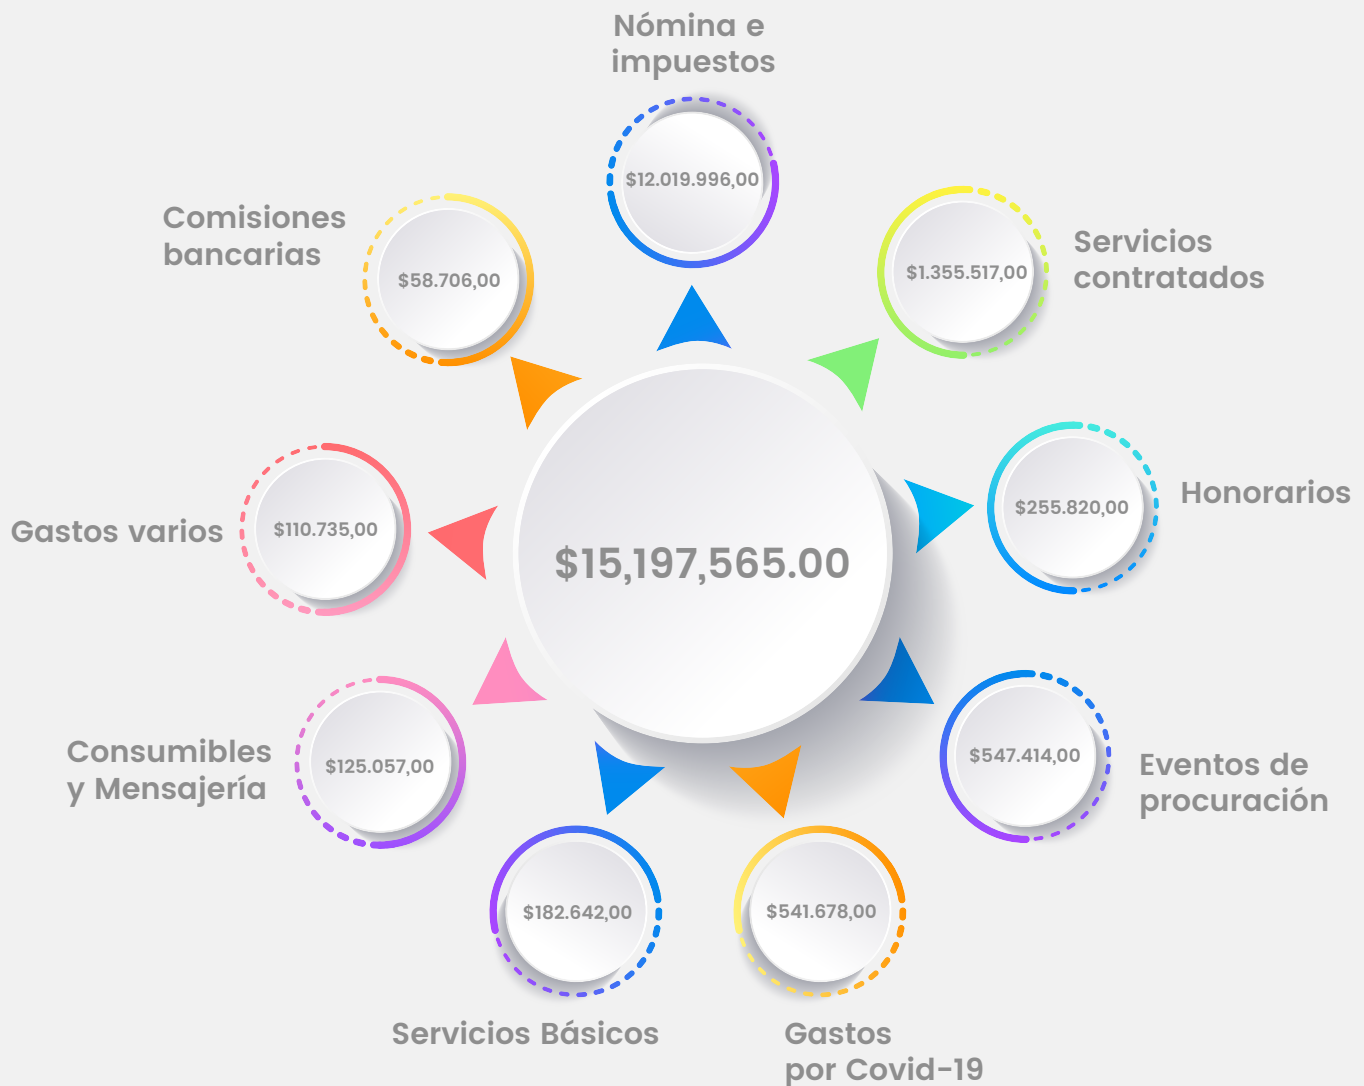 Nómina e
impuestos
$12.019.996,00
Comisiones
bancarias
$58.706,00
Servicios
contratados
$1.355.517,00
Honorarios
$255.820,00
Gastos varios
$110.735,00
$15,197,565.00
Consumibles
y Mensajería
$125.057,00
Eventos de
procuración
$547.414,00
$182.642,00
Servicios Básicos
$541.678,00
Gastos
por Covid-19